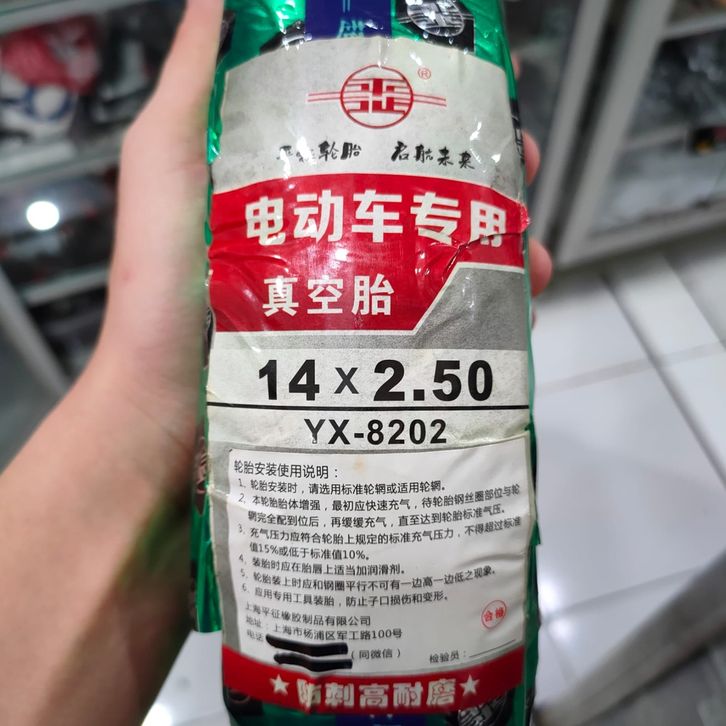 ®
平征轮胎 启航未来
电动车专用
真空胎
14 x 2.50
YX-8202
轮胎安装使用说明：
1、轮胎安装时，请选用标准轮辋或适用轮辋。
2、本轮胎胎体增强，最初应快速充气，待轮胎钢丝圈部位与轮
辋完全配到位后，再缓缓充气，直至达到轮胎标准气压。
3、充气压力应符合轮胎上规定的标准充气压力，不得超过标准
值15%或低于标准值10%。
4、装胎时应在胎唇上适当加润滑剂。
5、轮胎装上时应和钢圈平行不可有一边高一边低之现象。
6、应用专用工具装胎，防止子口损伤和变形。
上海平征橡胶制品有限公司
地址：上海市杨浦区军工路100号
电话（同微信）
检验员：
合格
★防刺高耐磨★